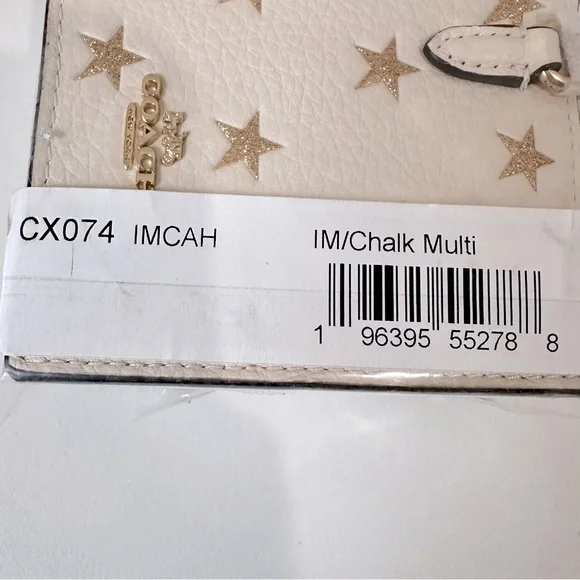 COACH
NEW YORK
CX074 IMCAH
IM/Chalk Multi
1 96395 55278 8